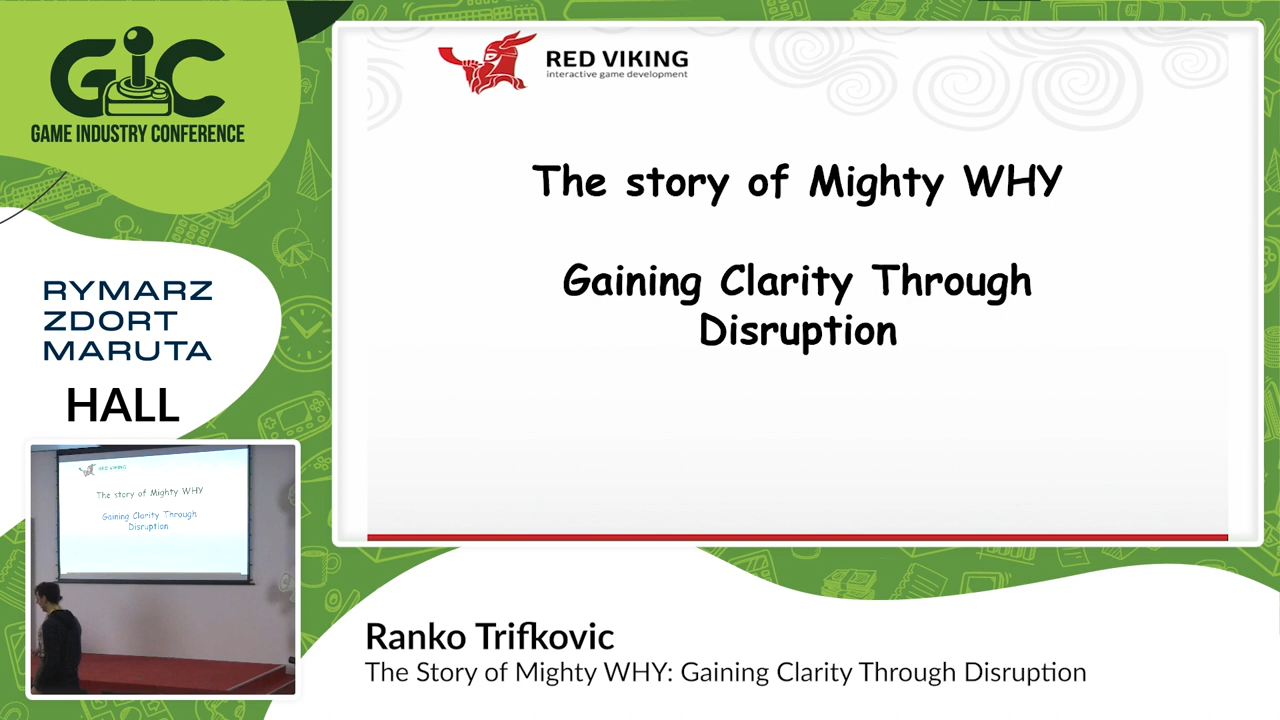 GIC
GAME INDUSTRY CONFERENCE
RYMARZ
ZDORT
MARUTA
HALL
RED VIKING
interactive game development
The story of Mighty WHY
Gaining Clarity Through
Disruption
RED VIKING
The story of Mighty WHY
Gaining Clarity Through
Disruption
Ranko Trifkovic
The Story of Mighty WHY: Gaining Clarity Through Disruption